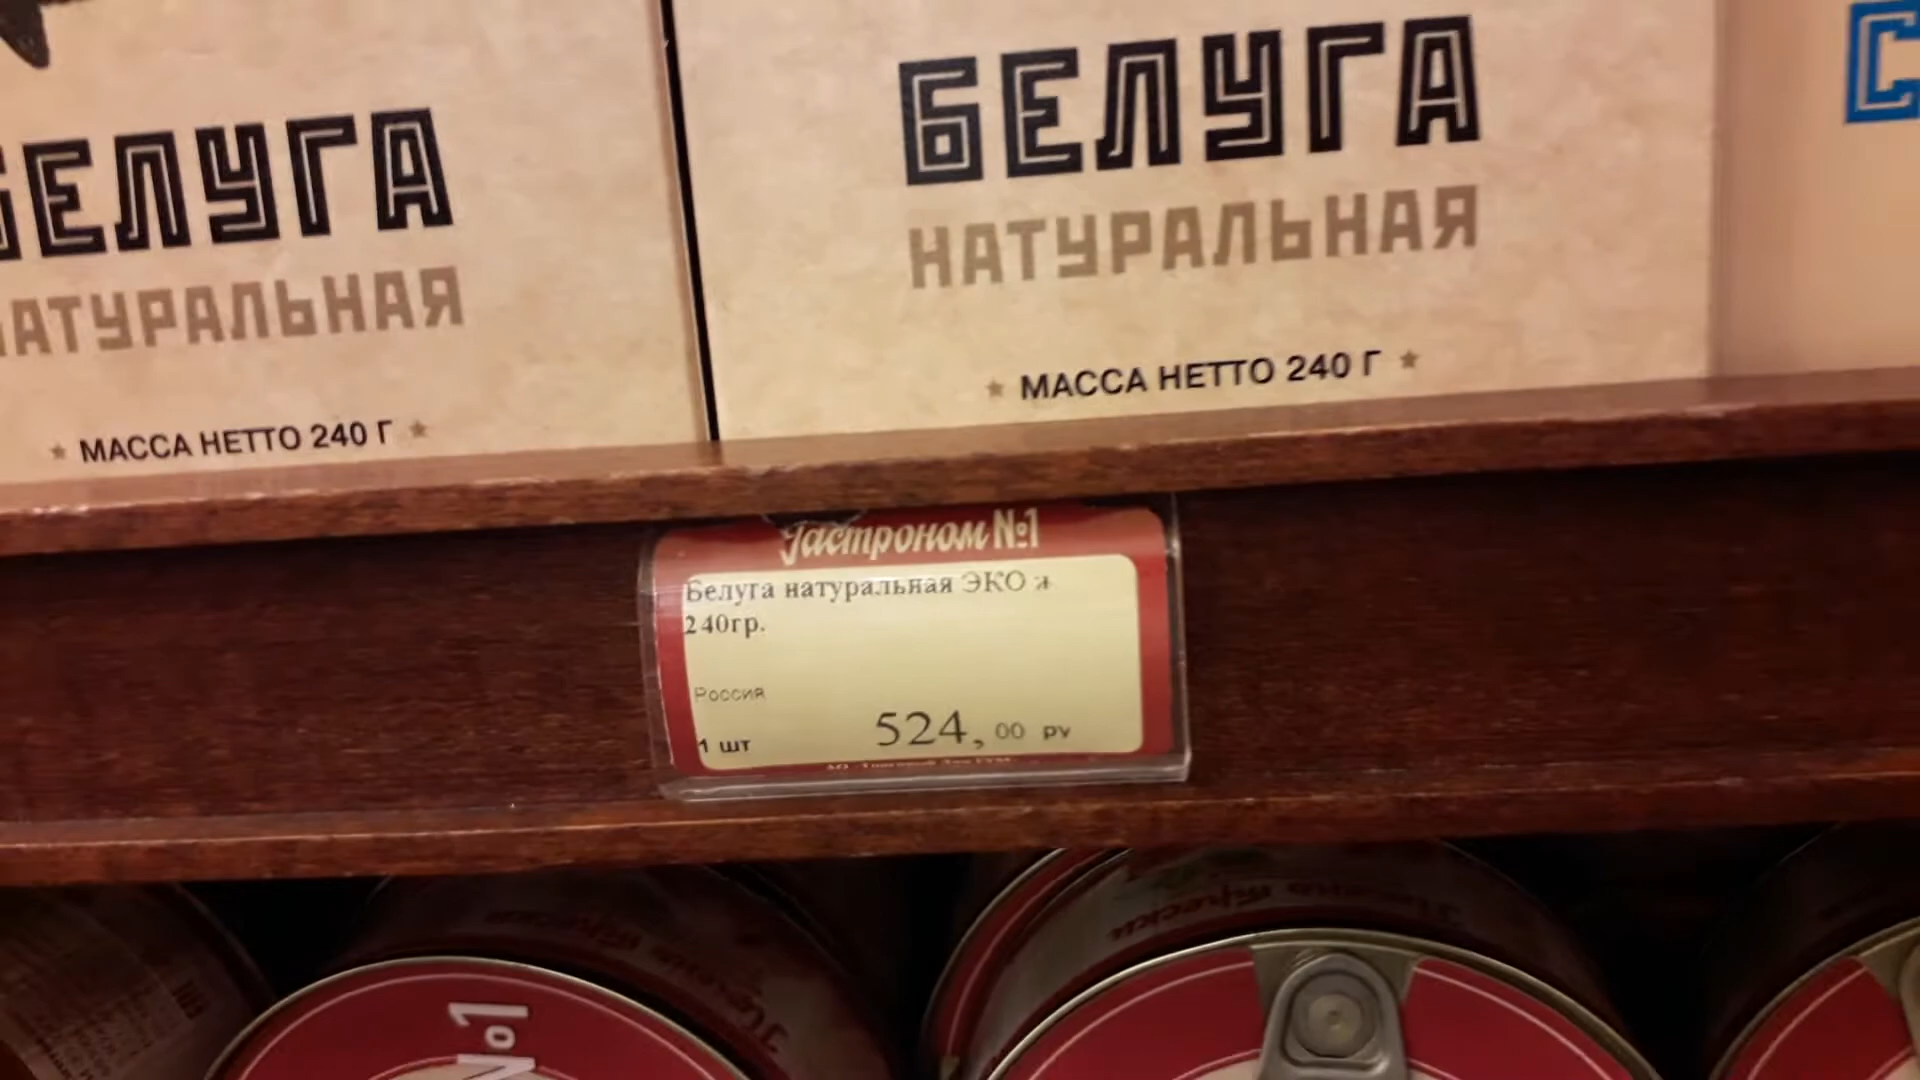 БЕЛУГА
НАТУРАЛЬНАЯ
МАССА НЕТТО 240 Г
БЕЛУГА
НАТУРАЛЬНАЯ
МАССА НЕТТО 240 Г
С
Гастроном №1
Белуга натуральная ЭКО ж
240гр.
Россия
524,00 РУ
1 шт
№1